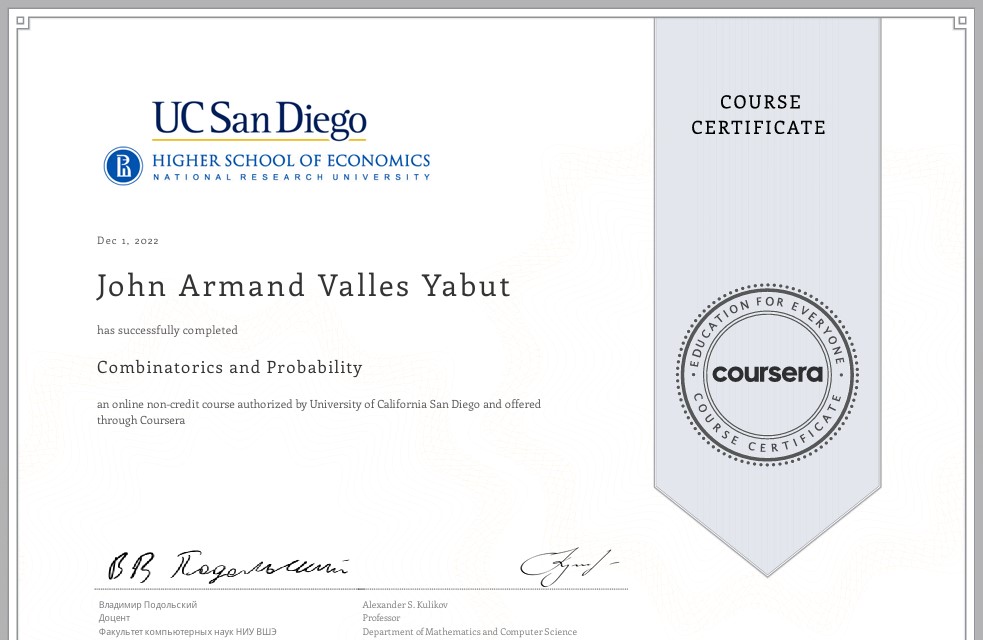 COURSE
CERTIFICATE
UC San Diego
HIGHER SCHOOL OF ECONOMICS
NATIONAL RESEARCH UNIVERSITY
Dec 1, 2022
John Armand Valles Yabut
has successfully completed
Combinatorics and Probability
an online non-credit course authorized by University of California San Diego and offered
through Coursera
EDUCATION FOR EVERYONE
coursera
COURSE CERTIFICATE
ВВ Подольский
Владимир Подольский
Доцент
Факультет компьютерных наук НИУ ВШЭ
Alexander S. Kulikov
Professor
Department of Mathematics and Computer Science